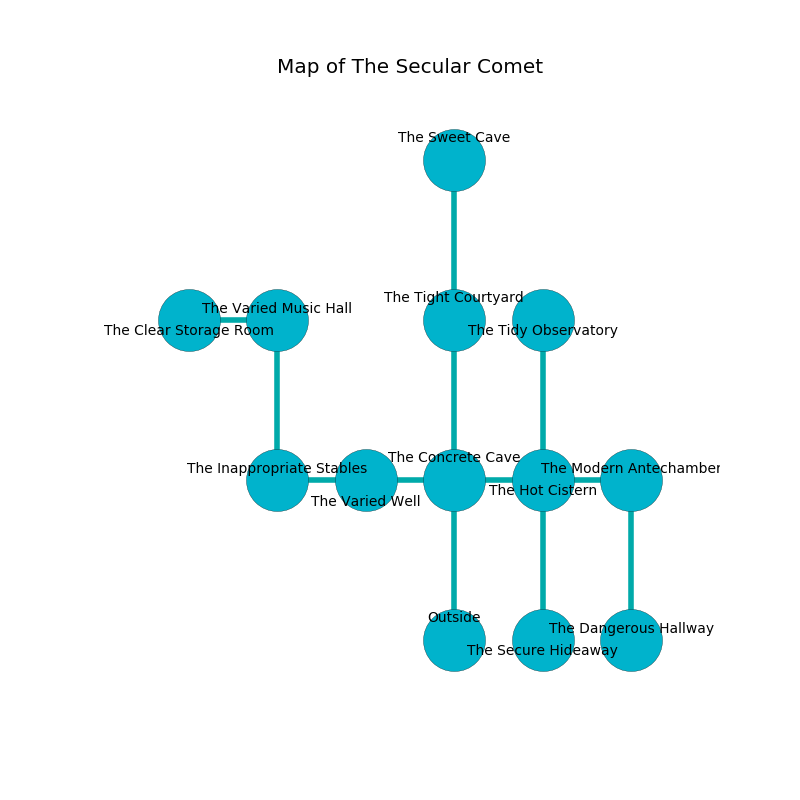 Map of The Secular Comet
The Sweet Cave
The Tight Courtyard
The Varied Music Hall
The Clear Storage Room
The Tidy Observatory
The Concrete Cave
The Inappropriate Stables
The Modern Antechamber
The Hot Cistern
The Varied Well
Outside
The Dangerous Hallway
The Secure Hideaway